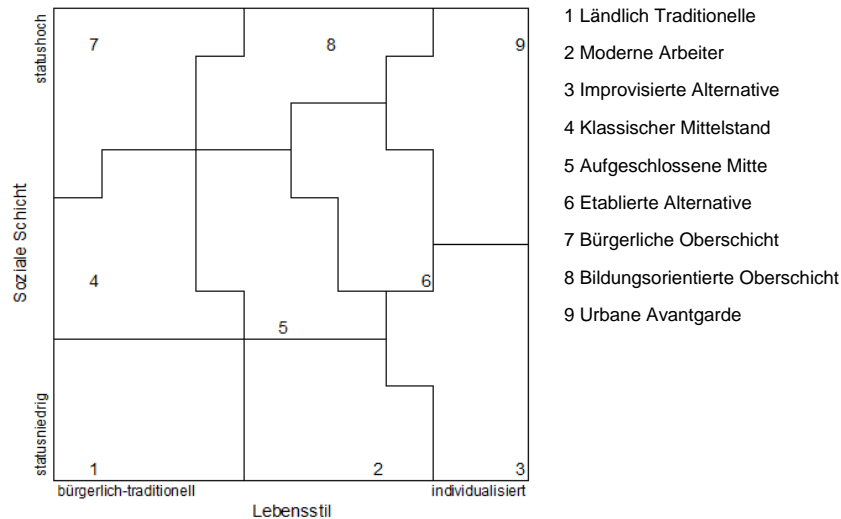 statushoch
Soziale Schicht
statusniedrig
7
8
9
4
6
5
1
2
3
bürgerlich-traditionell
individualisiert
Lebensstil
1 Ländlich Traditionelle
2 Moderne Arbeiter
3 Improvisierte Alternative
4 Klassischer Mittelstand
5 Aufgeschlossene Mitte
6 Etablierte Alternative
7 Bürgerliche Oberschicht
8 Bildungsorientierte Oberschicht
9 Urbane Avantgarde